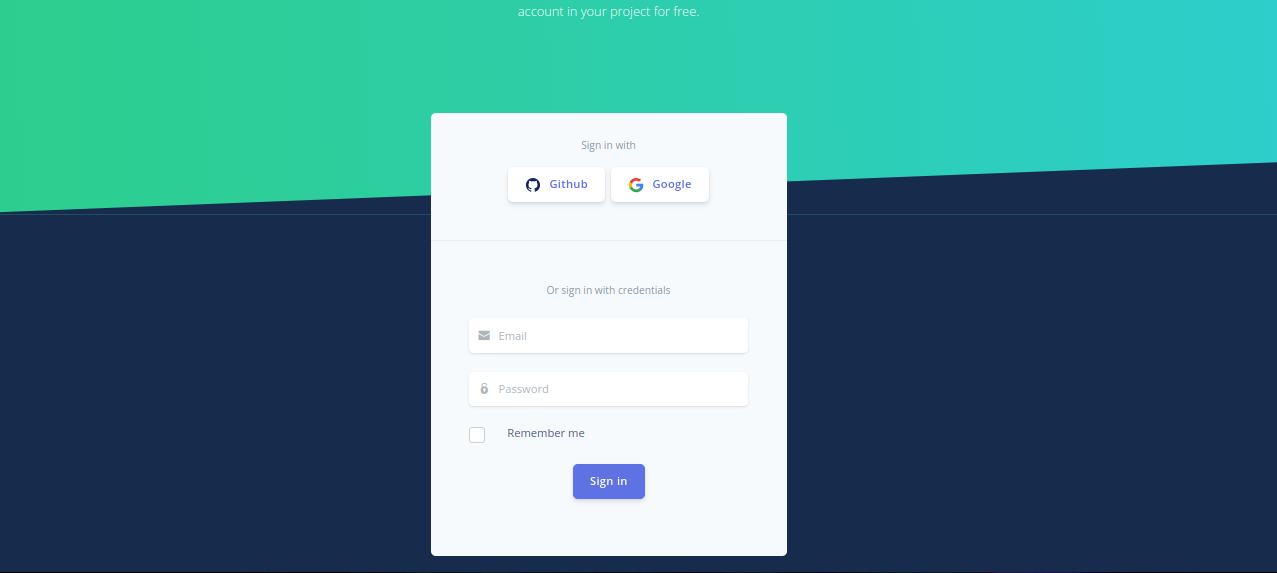 account in your project for free.
Sign in with
Github
Google
Or sign in with credentials
Email
Password
Remember me
Sign in